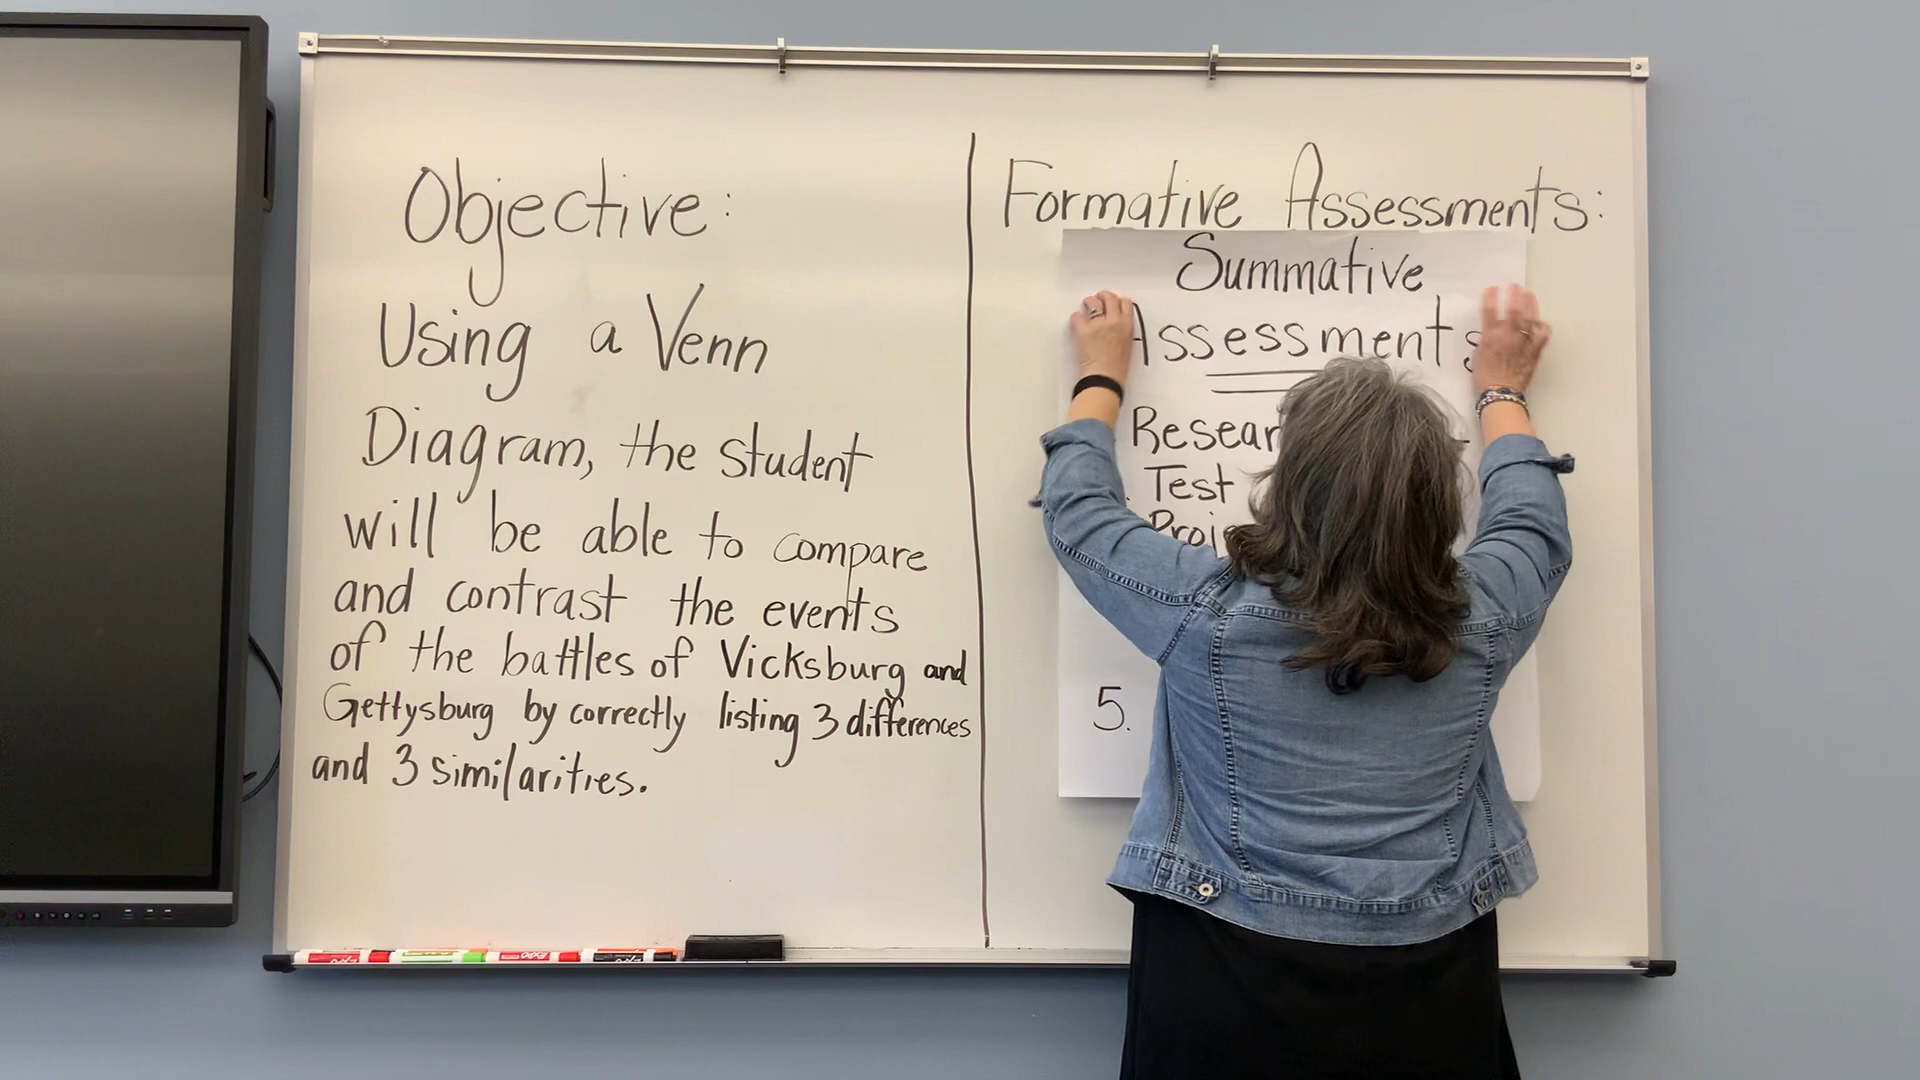 Objective:
Using a Venn
Diagram, the student
will be able to compare
and contrast the events
of the battles of Vicksburg and
Gettysburg by correctly listing 3 differences
and 3 similarities.
Formative Assessments:
Summative
Assessments
Test
5.